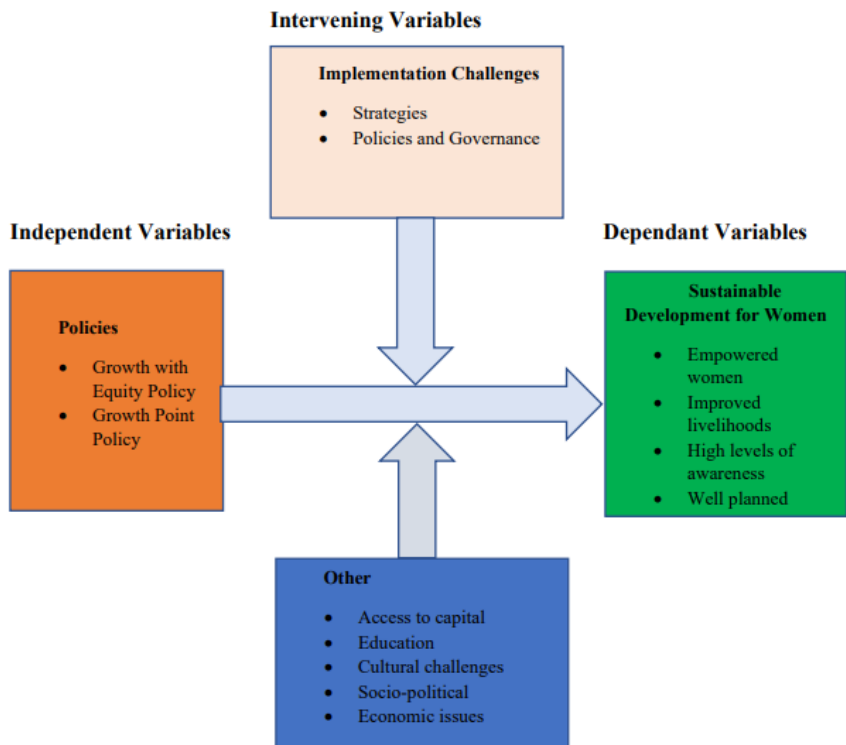 Intervening Variables
Implementation Challenges
• Strategies
• Policies and Governance
Independent Variables
Policies
• Growth with
Equity Policy
• Growth Point
Policy
Dependant Variables
Sustainable
Development for Women
• Empowered
women
• Improved
livelihoods
• High levels of
awareness
• Well planned
Other
• Access to capital
• Education
• Cultural challenges
• Socio-political
• Economic issues